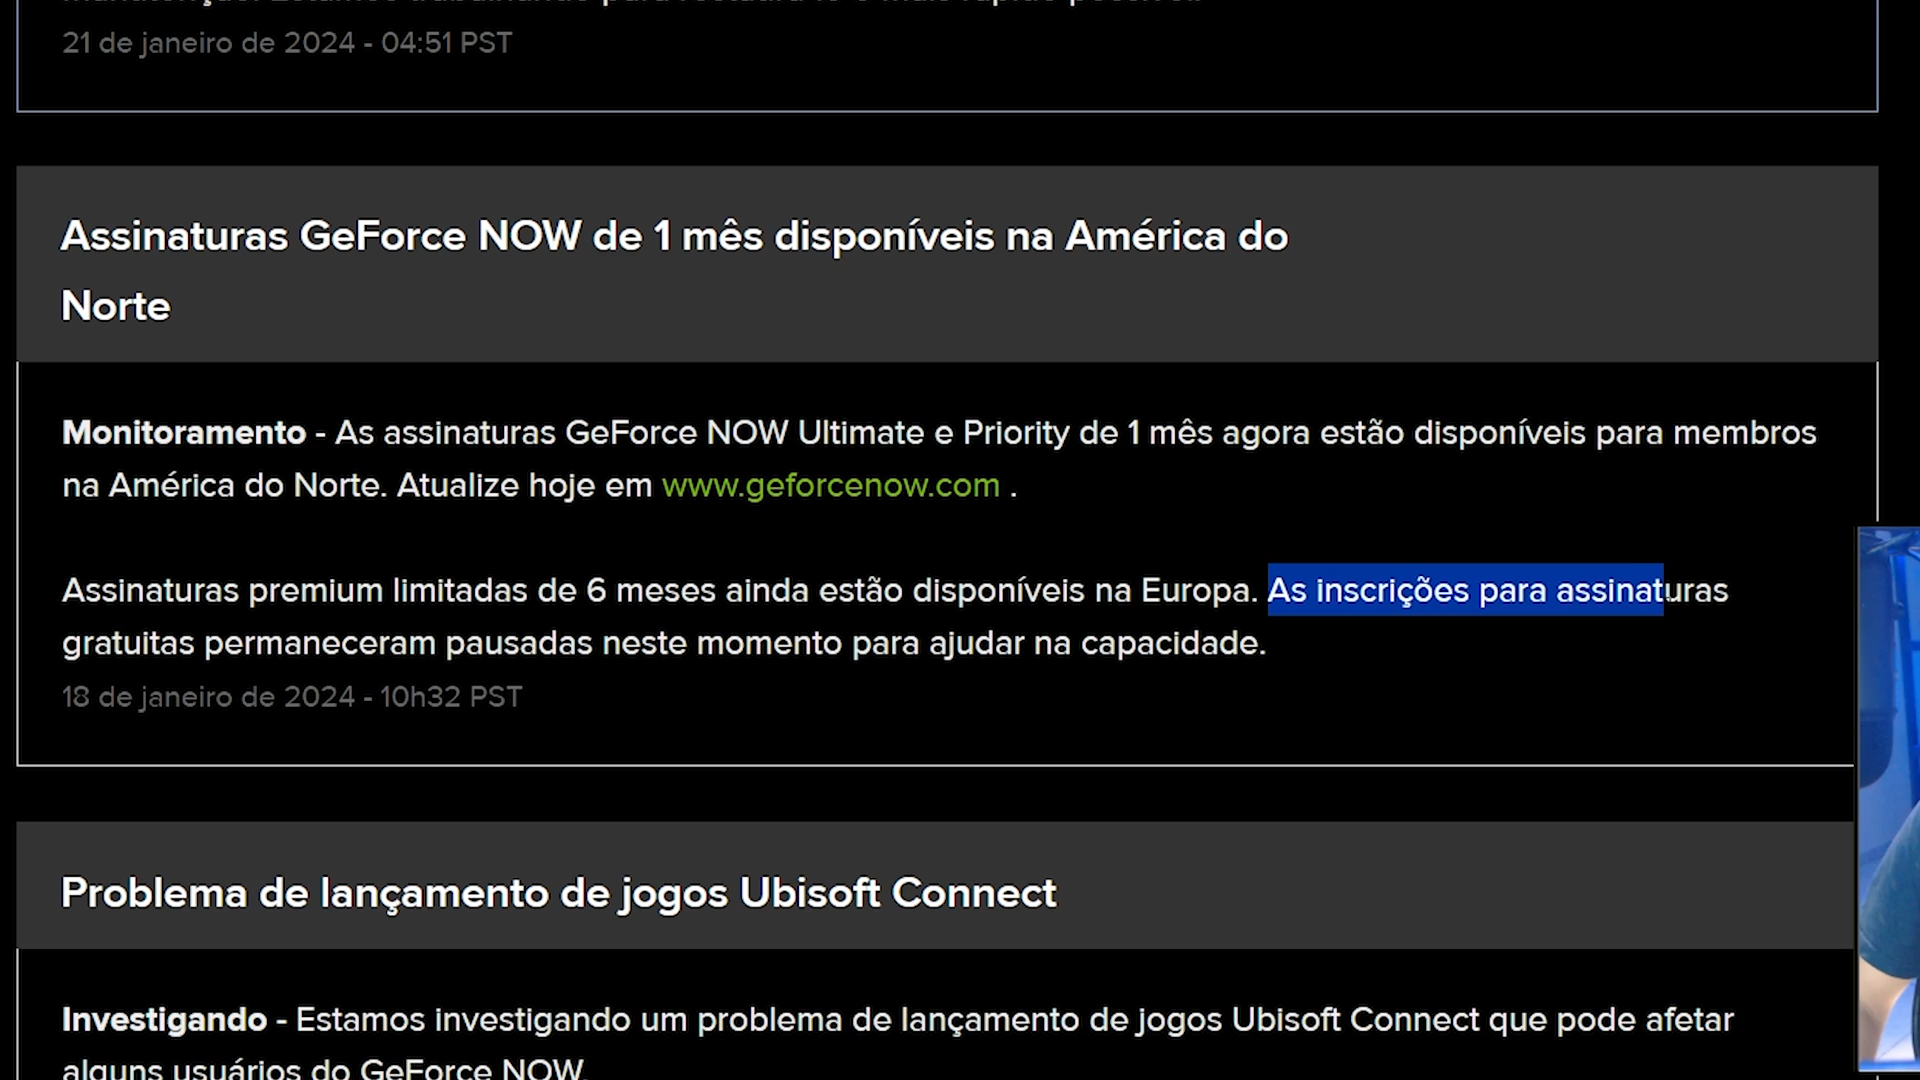 21 de janeiro de 2024 - 04:51 PST
Assinaturas GeForce NOW de 1 mês disponíveis na América do
Norte
Monitoramento - As assinaturas GeForce NOW Ultimate e Priority de 1 mês agora estão disponíveis para membros
na América do Norte. Atualize hoje em www.geforcenow.com .
Assinaturas premium limitadas de 6 meses ainda estão disponíveis na Europa. As inscrições para assinaturas
gratuitas permaneceram pausadas neste momento para ajudar na capacidade.
18 de janeiro de 2024 - 10h32 PST
Problema de lançamento de jogos Ubisoft Connect
Investigando - Estamos investigando um problema de lançamento de jogos Ubisoft Connect que pode afetar
alguns usuários do GeForce NOW.